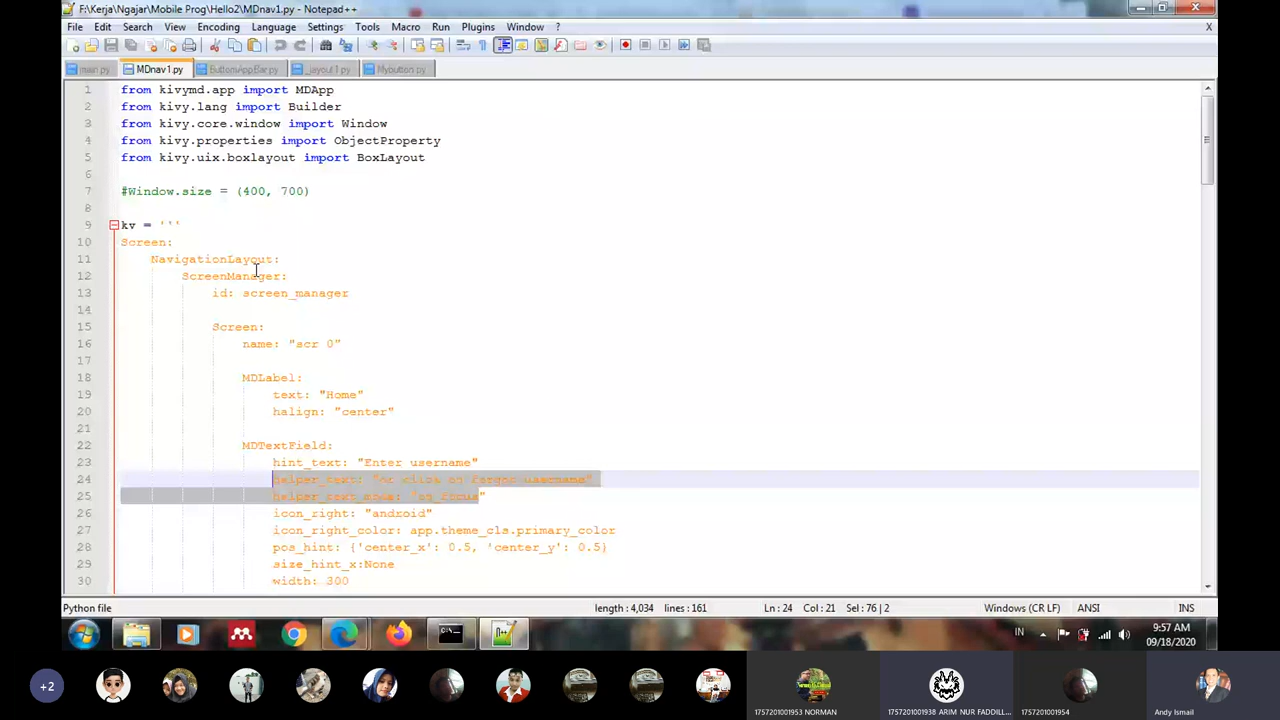 F:\Kerja\Ngajar\Mobile Prog\Hello2\MDnav1.py - Notepad++
File Edit Search View Encoding Language Settings Tools Macro Run Plugins Window ? X
main.py MDnav1.py ButtomAppBar.py _layout1.py Mybutton.py
1 from kivymd.app import MDApp
2 from kivy.lang import Builder
3 from kivy.core.window import Window
4 from kivy.properties import ObjectProperty
5 from kivy.uix.boxlayout import BoxLayout
6
7 #Window.size = (400, 700)
8
9 kv = '''
10 Screen:
11 NavigationLayout:
12 ScreenManager:
13 id: screen_manager
14
15 Screen:
16 name: "scr 0"
17
18 MDLabel:
19 text: "Home"
20 halign: "center"
21
22 MDTextField:
23 hint_text: "Enter username"
24 helper_text: "or click on forgot username"
25 helper_text_mode: "on_focus"
26 icon_right: "android"
27 icon_right_color: app.theme_cls.primary_color
28 pos_hint: {'center_x': 0.5, 'center_y': 0.5}
29 size_hint_x:None
30 width: 300
Python file length : 4,034 lines : 161 Ln : 24 Col : 21 Sel : 76 | 2 Windows (CR LF) ANSI INS
IN 9:57 AM
09/18/2020
+2 1757201001953 NORMAN 1757201001938 ARIM NUR FADDILL... 1757201001954 Andy Ismail